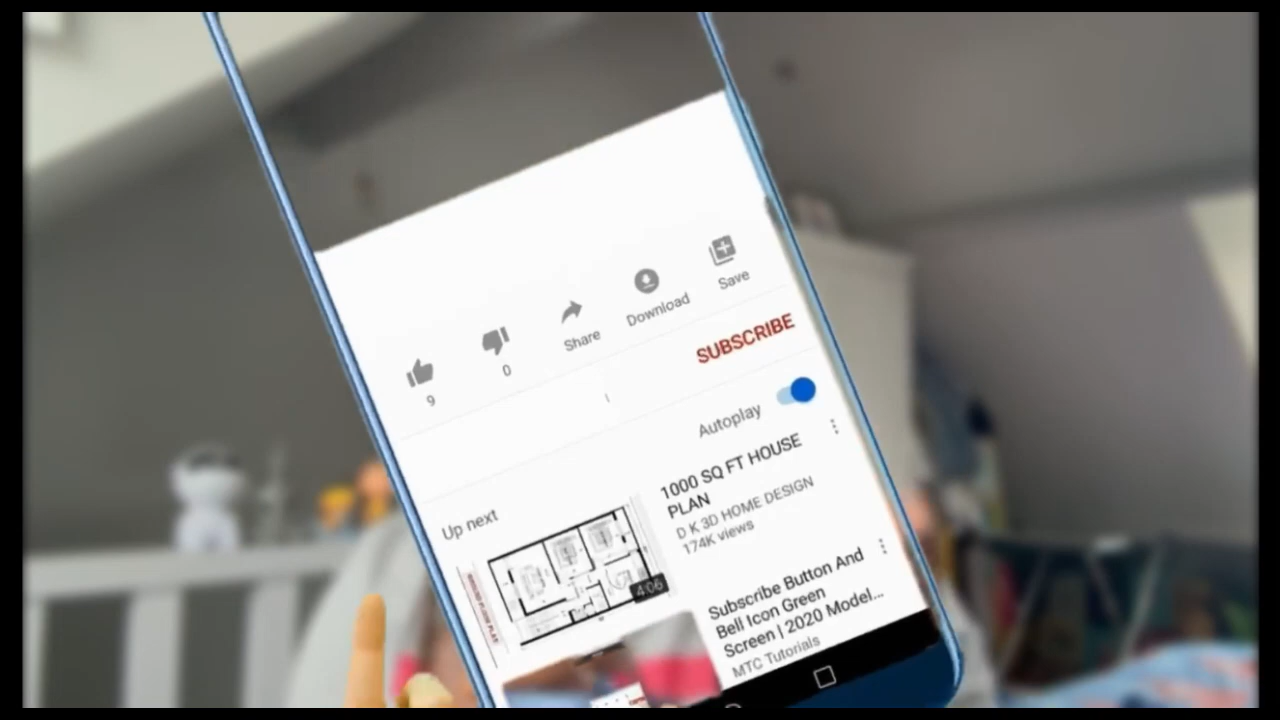 9
0
Share
Download
Save
SUBSCRIBE
Autoplay
Up next
1000 SQ FT HOUSE
PLAN
D K 3D HOME DESIGN
174K views
4:06
Subscribe Button And
Bell Icon Green
Screen | 2020 Model...
MTC Tutorials